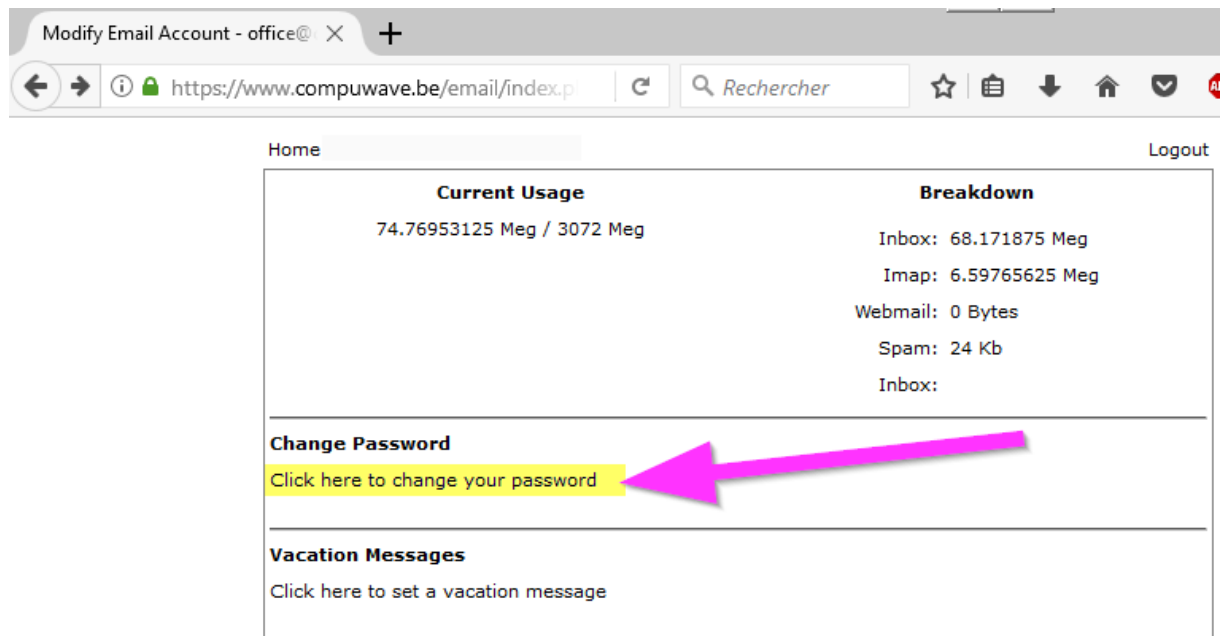 Modify Email Account - office@
https://www.compuwave.be/email/index.p
Rechercher
Home
Logout
Current Usage
74.76953125 Meg / 3072 Meg
Breakdown
Inbox: 68.171875 Meg
Imap: 6.59765625 Meg
Webmail: 0 Bytes
Spam: 24 Kb
Inbox:
Change Password
Click here to change your password
Vacation Messages
Click here to set a vacation message